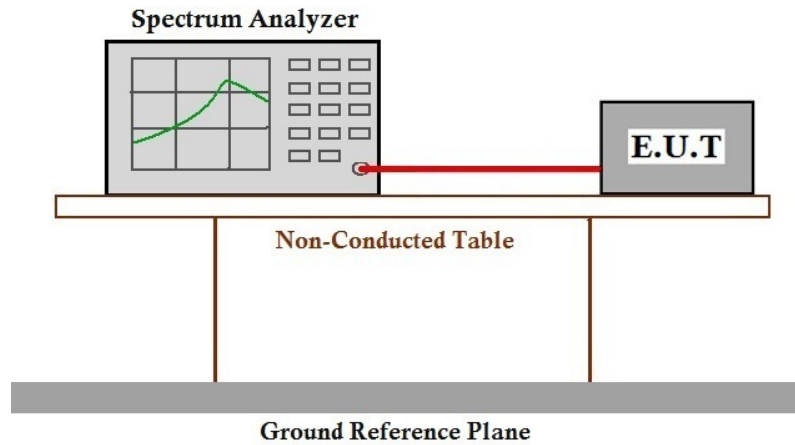 Spectrum Analyzer
E.U.T
Non-Conducted Table
Ground Reference Plane